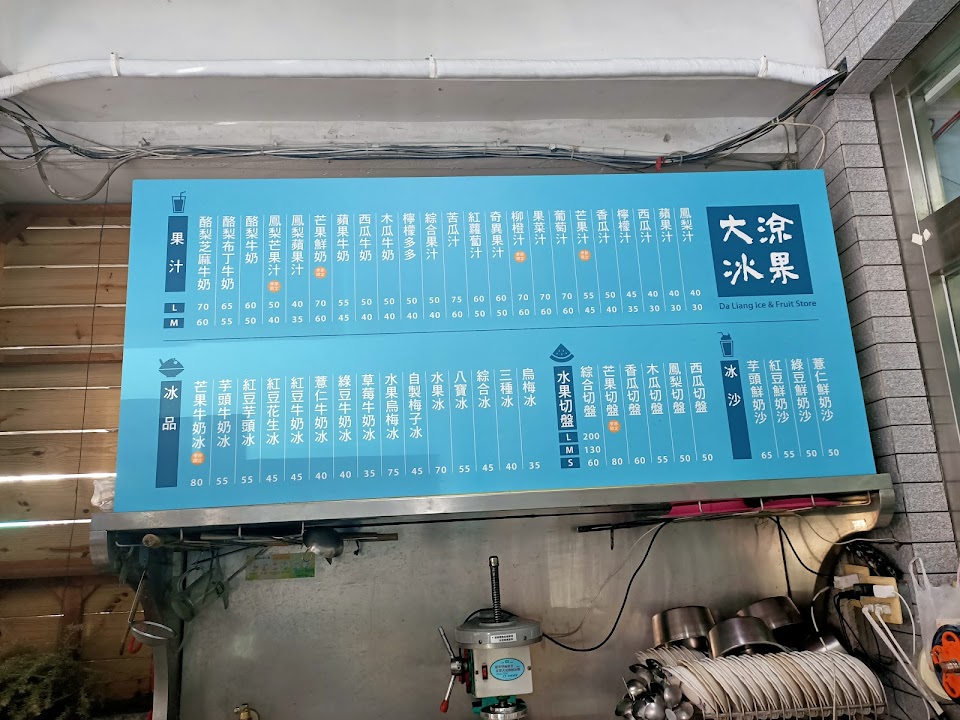 大涼
冰果
Da Liang Ice & Fruit Store
果汁
L
M
酪梨芝麻牛奶
70
60
酪梨布丁牛奶
65
55
酪梨牛奶
60
50
鳳梨芒果汁
50
40
鳳梨蘋果汁
40
35
芒果鮮奶
70
60
蘋果牛奶
55
45
西瓜牛奶
50
40
木瓜牛奶
50
40
檸檬多多
50
40
綜合果汁
50
40
苦瓜汁
75
60
紅蘿蔔汁
60
50
奇異果汁
60
50
柳橙汁
70
60
果菜汁
70
60
葡萄汁
70
60
芒果汁
55
45
香瓜汁
50
40
檸檬汁
45
35
西瓜汁
40
30
蘋果汁
40
30
鳳梨汁
40
30
冰品
芒果牛奶冰
80
芋頭牛奶冰
55
紅豆芋頭冰
55
紅豆花生冰
45
紅豆牛奶冰
45
薏仁牛奶冰
40
綠豆牛奶冰
40
草莓牛奶冰
35
水果烏梅冰
75
自製梅子冰
45
水果冰
70
八寶冰
55
綜合冰
45
三種冰
40
烏梅冰
35
水果切盤
L
M
S
綜合切盤
200
130
60
芒果切盤
80
香瓜切盤
60
木瓜切盤
55
鳳梨切盤
50
西瓜切盤
50
冰沙
芋頭鮮奶沙
65
紅豆鮮奶沙
55
綠豆鮮奶沙
50
薏仁鮮奶沙
50